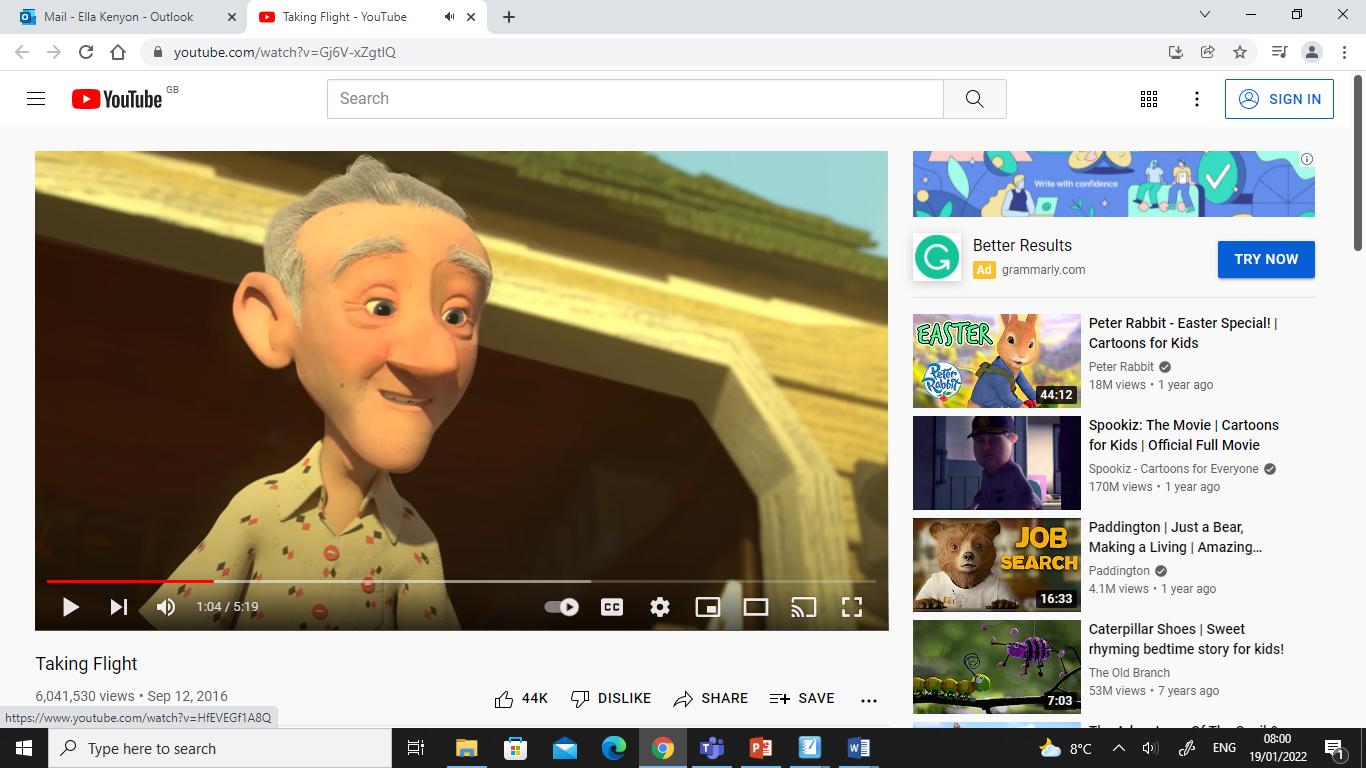 Mail - Ella Kenyon - Outlook
Taking Flight - YouTube
youtube.com/watch?v=Gj6V-xZgtlQ
YouTube GB
Search
SIGN IN
Write with confidence
Better Results
Ad grammarly.com
TRY NOW
EASTER
Peter Rabbit
44:12
Peter Rabbit - Easter Special! |
Cartoons for Kids
Peter Rabbit
18M views • 1 year ago
Spookiz: The Movie | Cartoons
for Kids | Official Full Movie
Spookiz - Cartoons for Everyone
170M views • 1 year ago
JOB
SEARCH
16:33
Paddington | Just a Bear,
Making a Living | Amazing...
Paddington
4.1M views • 1 year ago
7:03
Caterpillar Shoes | Sweet
rhyming bedtime story for kids!
The Old Branch
53M views • 7 years ago
1:04 / 5:19
CC
Taking Flight
6,041,530 views • Sep 12, 2016
44K
DISLIKE
SHARE
SAVE
https://www.youtube.com/watch?v=HfEVEGf1A8Q
Type here to search
8°C
ENG
08:00
19/01/2022
1